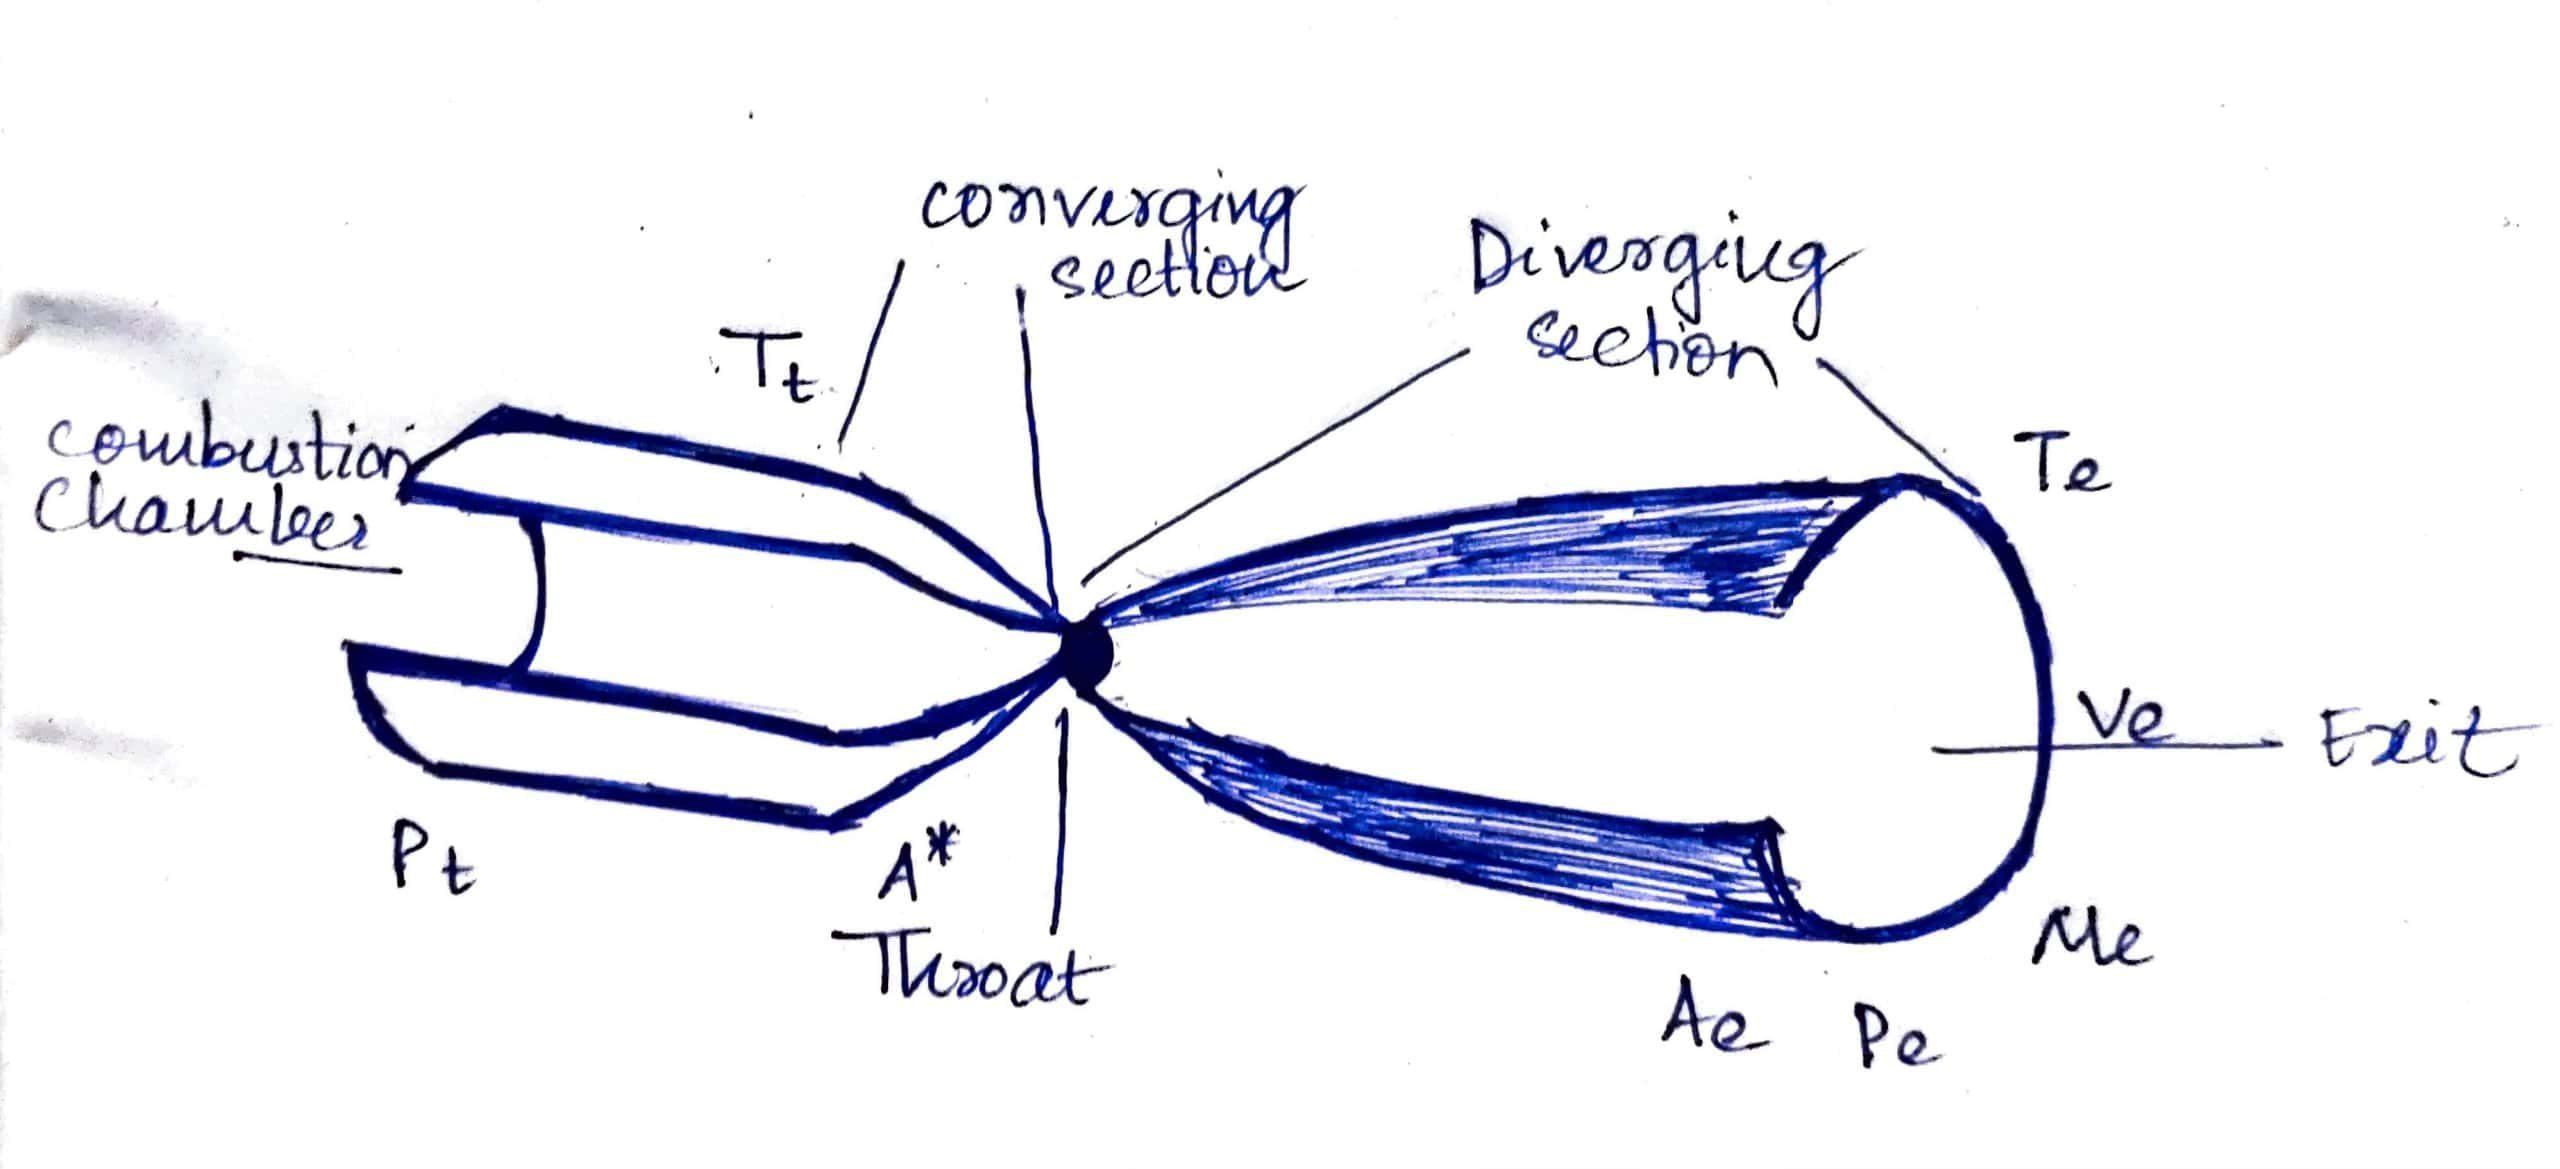 converging
section
Diverging
section
Tt
combustion
Chamber
Te
Ve
Exit
Pt
A*
Throat
Me
Ae
Pe